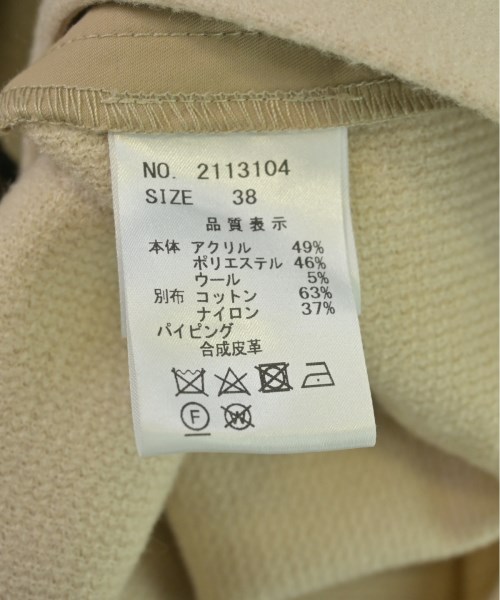 NO. 2113104
SIZE 38
品質表示
本体 アクリル 49%
ポリエステル 46%
ウール 5%
別布 コットン 63%
ナイロン 37%
パイピング
合成皮革
F W